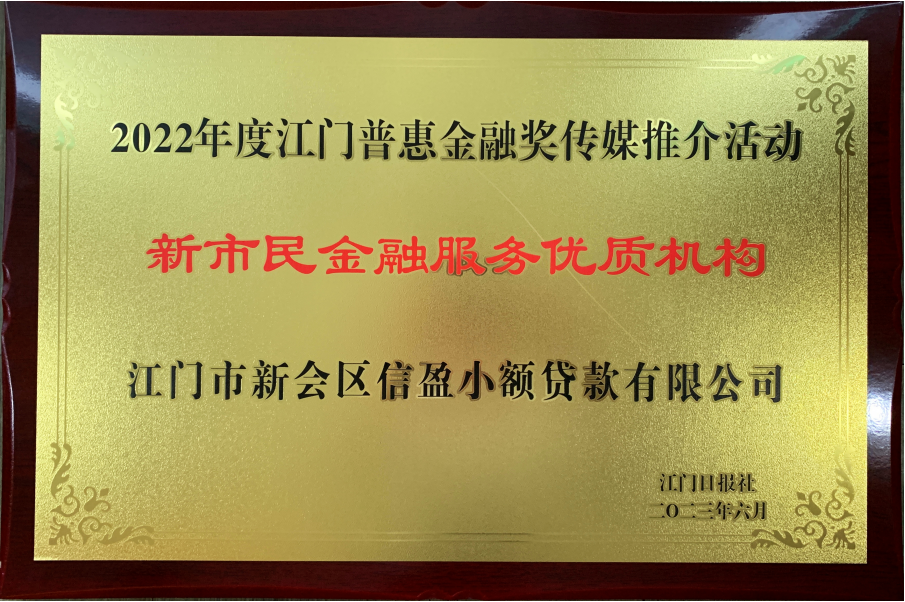 2022年度江门普惠金融奖传媒推介活动
新市民金融服务优质机构
江门市新会区信盈小额贷款有限公司
江门日报社
二〇二三年六月